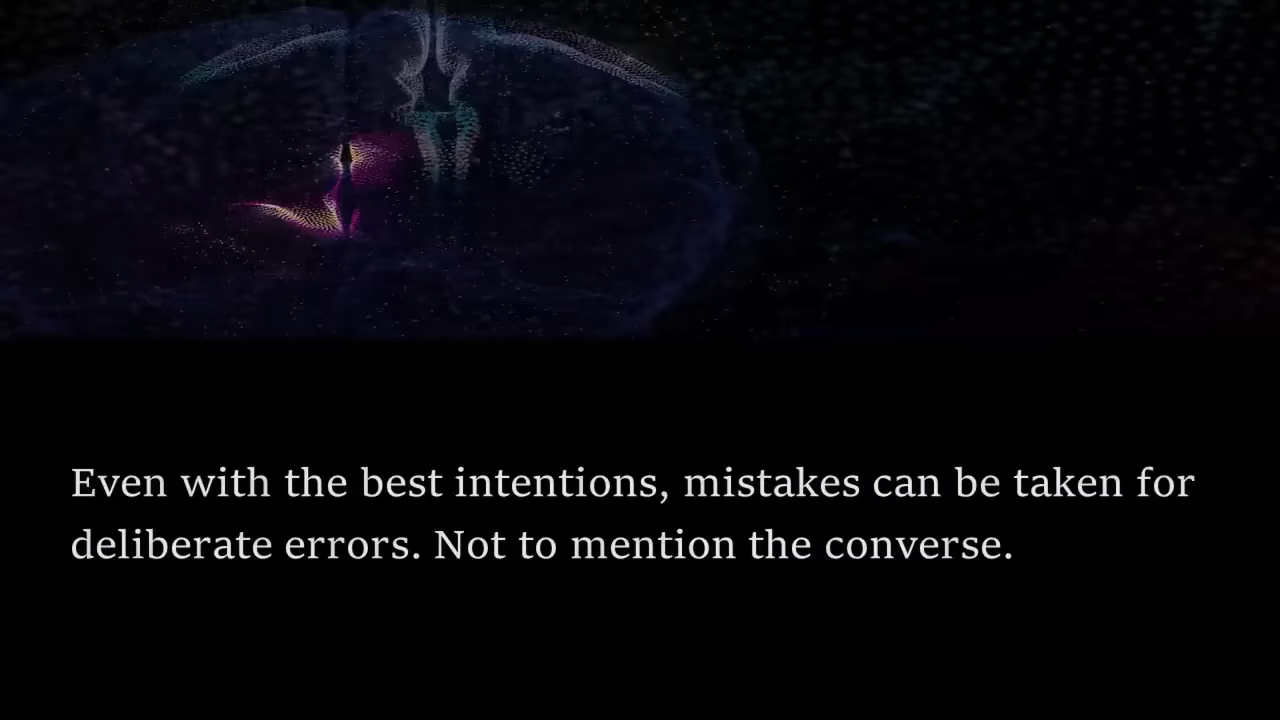 Even with the best intentions, mistakes can be taken for
deliberate errors. Not to mention the converse.